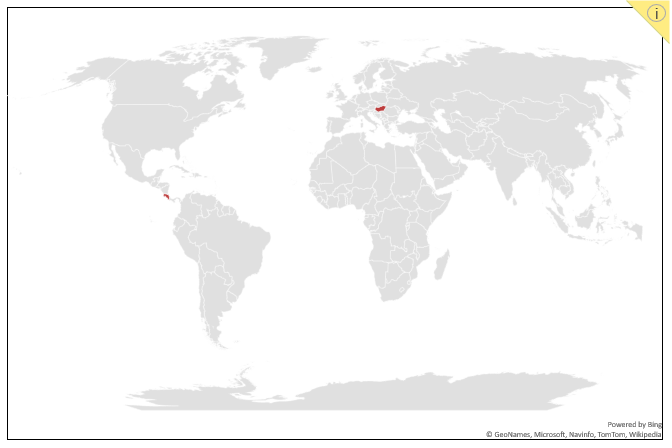 i
Powered by Bing
© GeoNames, Microsoft, Navinfo, TomTom, Wikipedia